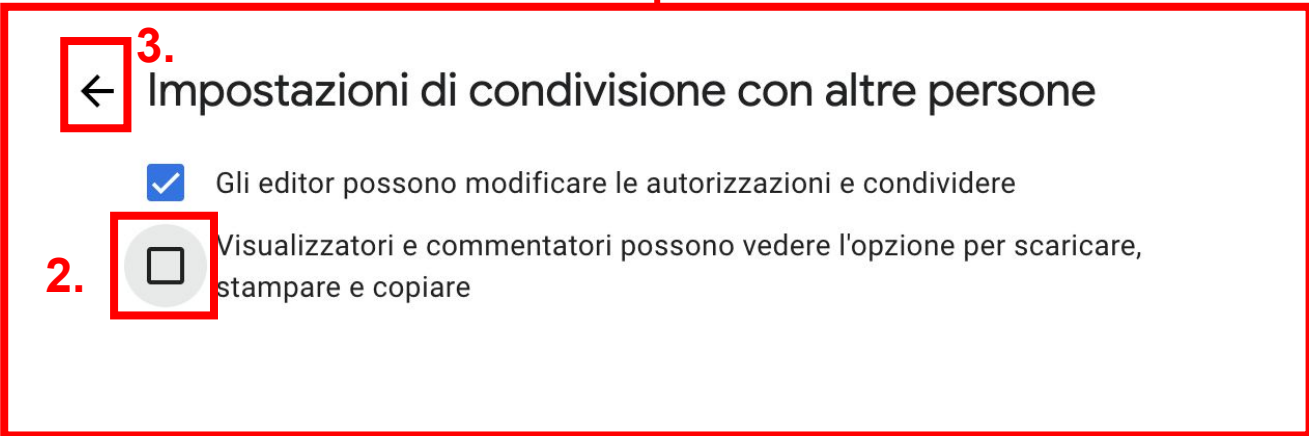 3.
Impostazioni di condivisione con altre persone
Gli editor possono modificare le autorizzazioni e condividere
2.
Visualizzatori e commentatori possono vedere l'opzione per scaricare,
stampare e copiare